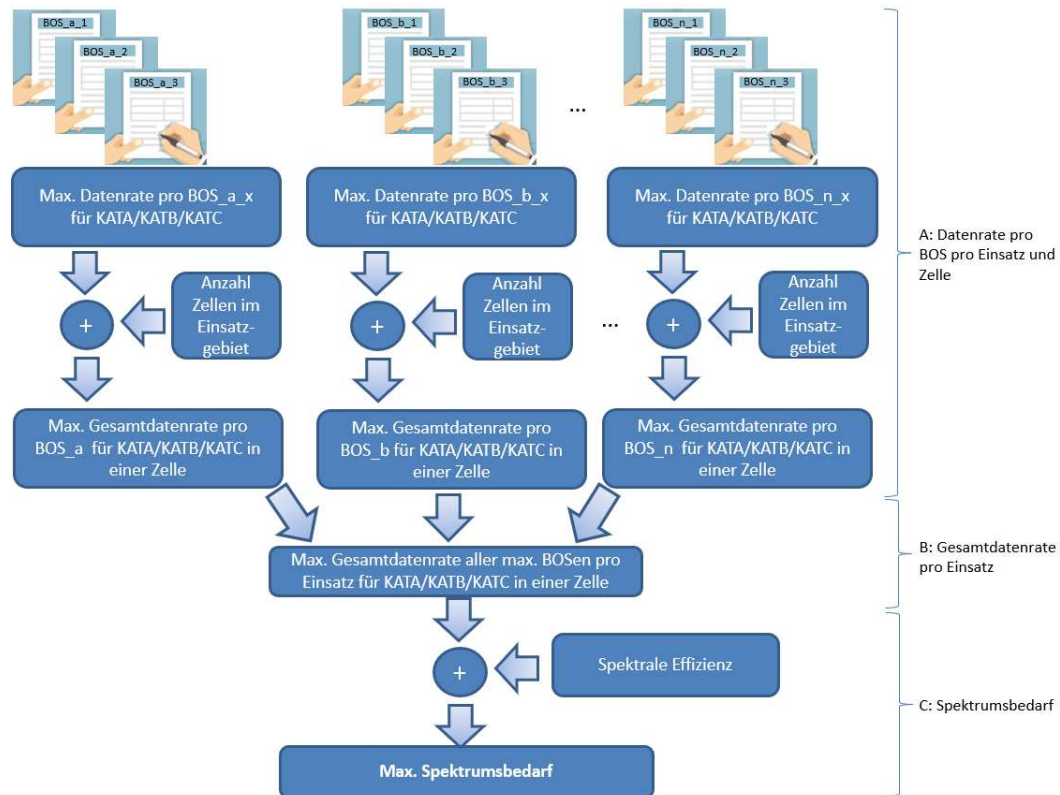 BOS_a_1
BOS_a_2
BOS_a_3
BOS_b_1
BOS_b_2
BOS_b_3
...
BOS_n_1
BOS_n_2
BOS_n_3
Max. Datenrate pro BOS_a_x
für KATA/KATB/KATC
Max. Datenrate pro BOS_b_x
für KATA/KATB/KATC
Max. Datenrate pro BOS_n_x
für KATA/KATB/KATC
A: Datenrate pro
BOS pro Einsatz und
Zelle
+
Anzahl
Zellen im
Einsatz-
gebiet
+
Anzahl
Zellen im
Einsatz-
gebiet
...
+
Anzahl
Zellen im
Einsatz-
gebiet
Max. Gesamtdatenrate pro
BOS_a für KATA/KATB/KATC in
einer Zelle
Max. Gesamtdatenrate pro
BOS_b für KATA/KATB/KATC in
einer Zelle
Max. Gesamtdatenrate pro
BOS_n für KATA/KATB/KATC in
einer Zelle
Max. Gesamtdatenrate aller max. BOSen pro
Einsatz für KATA/KATB/KATC in einer Zelle
B: Gesamtdatenrate
pro Einsatz
+
Spektrale Effizienz
C: Spektrumsbedarf
Max. Spektrumsbedarf